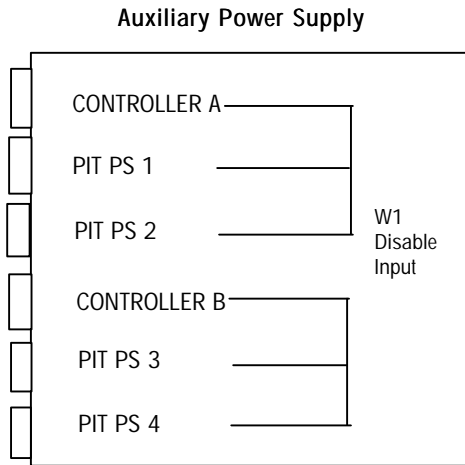 Auxiliary Power Supply
CONTROLLER A
PIT PS 1
PIT PS 2
W1
Disable
Input
CONTROLLER B
PIT PS 3
PIT PS 4